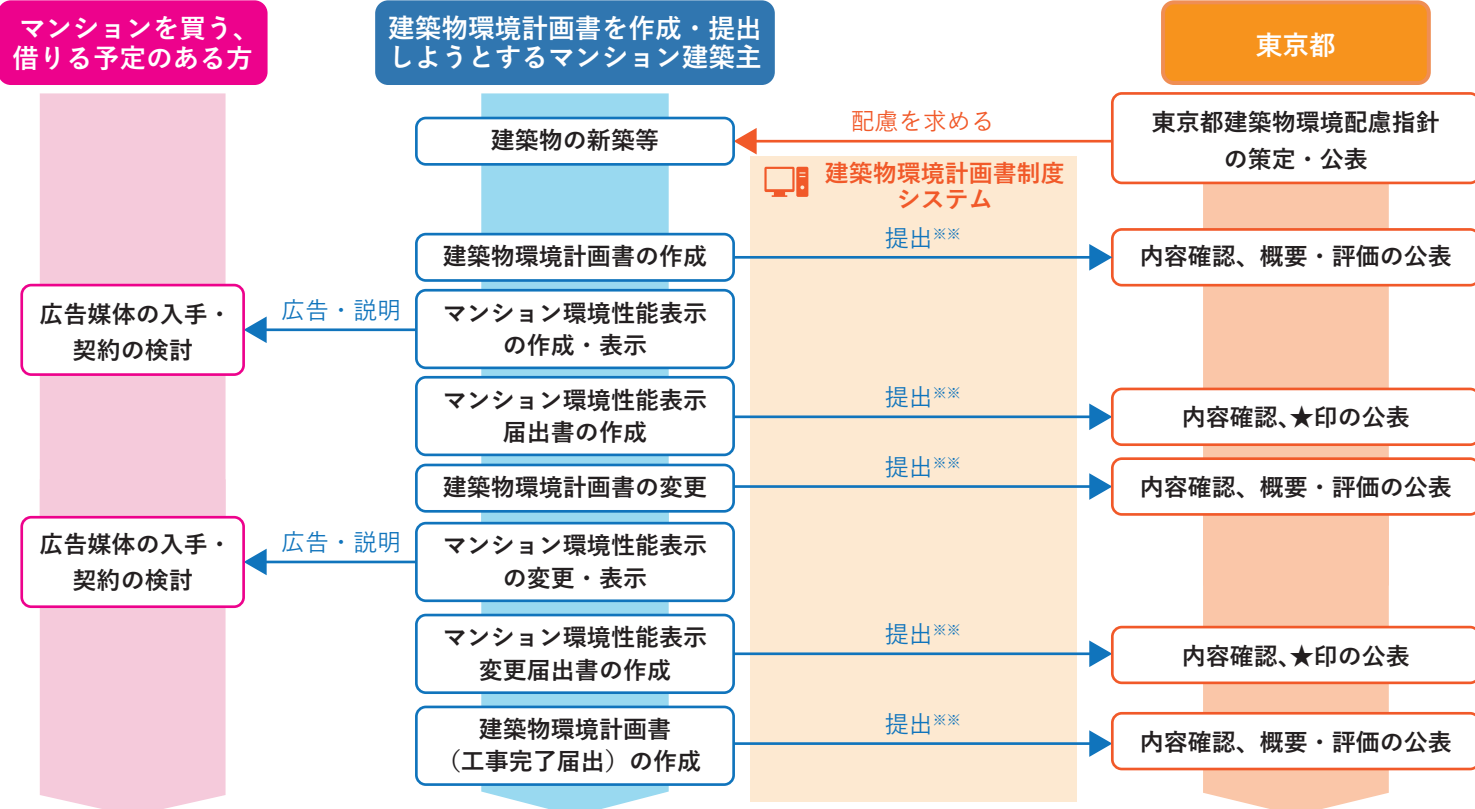 マンションを買う、
借りる予定のある方
建築物環境計画書を作成・提出
しようとするマンション建築主
東京都
建築物の新築等
配慮を求める
東京都建築物環境配慮指針
の策定・公表
建築物環境計画書制度
システム
建築物環境計画書の作成
提出※※
内容確認、概要・評価の公表
広告媒体の入手・
契約の検討
広告・説明
マンション環境性能表示
の作成・表示
マンション環境性能表示
届出書の作成
提出※※
内容確認、★印の公表
建築物環境計画書の変更
提出※※
内容確認、概要・評価の公表
広告媒体の入手・
契約の検討
広告・説明
マンション環境性能表示
の変更・表示
マンション環境性能表示
変更届出書の作成
提出※※
内容確認、★印の公表
建築物環境計画書
（工事完了届出）の作成
提出※※
内容確認、概要・評価の公表